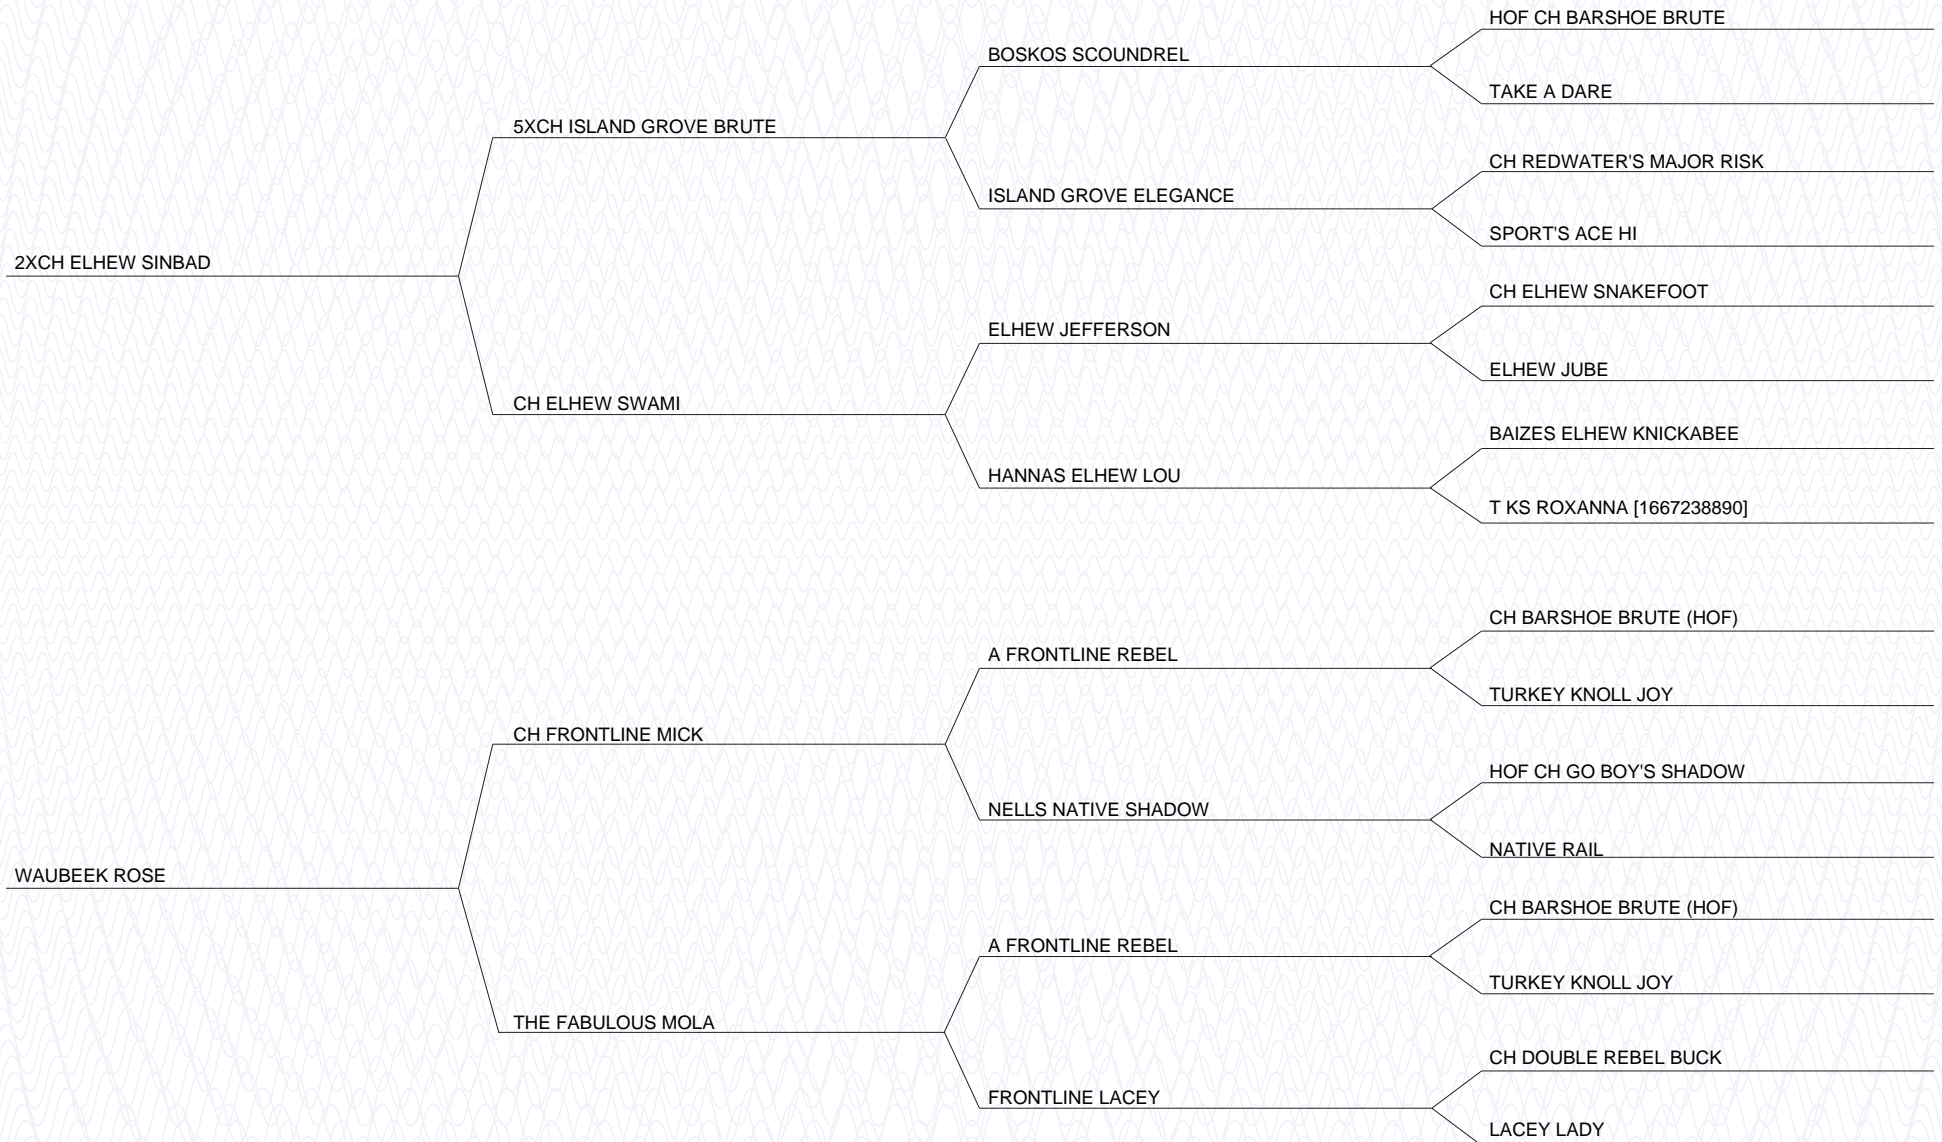 HOF CH BARSHOE BRUTE
BOSKOS SCOUNDREL
TAKE A DARE
5XCH ISLAND GROVE BRUTE
CH REDWATER'S MAJOR RISK
ISLAND GROVE ELEGANCE
SPORT'S ACE HI
2XCH ELHEW SINBAD
CH ELHEW SNAKEFOOT
ELHEW JEFFERSON
ELHEW JUBE
CH ELHEW SWAMI
BAIZES ELHEW KNICKABEE
HANNAS ELHEW LOU
T KS ROXANNA [1667238890]
CH BARSHOE BRUTE (HOF)
A FRONTLINE REBEL
TURKEY KNOLL JOY
CH FRONTLINE MICK
HOF CH GO BOY'S SHADOW
NELLS NATIVE SHADOW
NATIVE RAIL
WAUBEEK ROSE
CH BARSHOE BRUTE (HOF)
A FRONTLINE REBEL
TURKEY KNOLL JOY
THE FABULOUS MOLA
CH DOUBLE REBEL BUCK
FRONTLINE LACEY
LACEY LADY